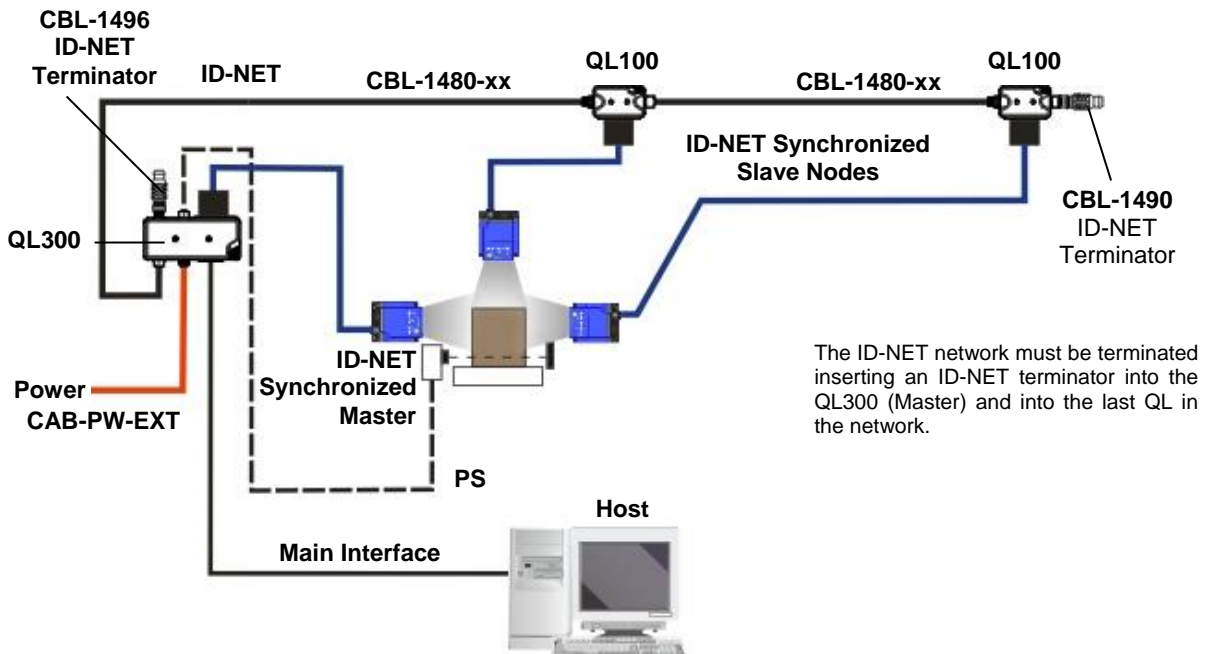 CBL-1496
ID-NET
Terminator
ID-NET
CBL-1480-xx
QL100
CBL-1480-xx
QL100
ID-NET Synchronized
Slave Nodes
CBL-1490
ID-NET
Terminator
QL300
ID-NET
Synchronized
Master
The ID-NET network must be terminated
inserting an ID-NET terminator into the
QL300 (Master) and into the last QL in
the network.
Power
CAB-PW-EXT
PS
Host
Main Interface